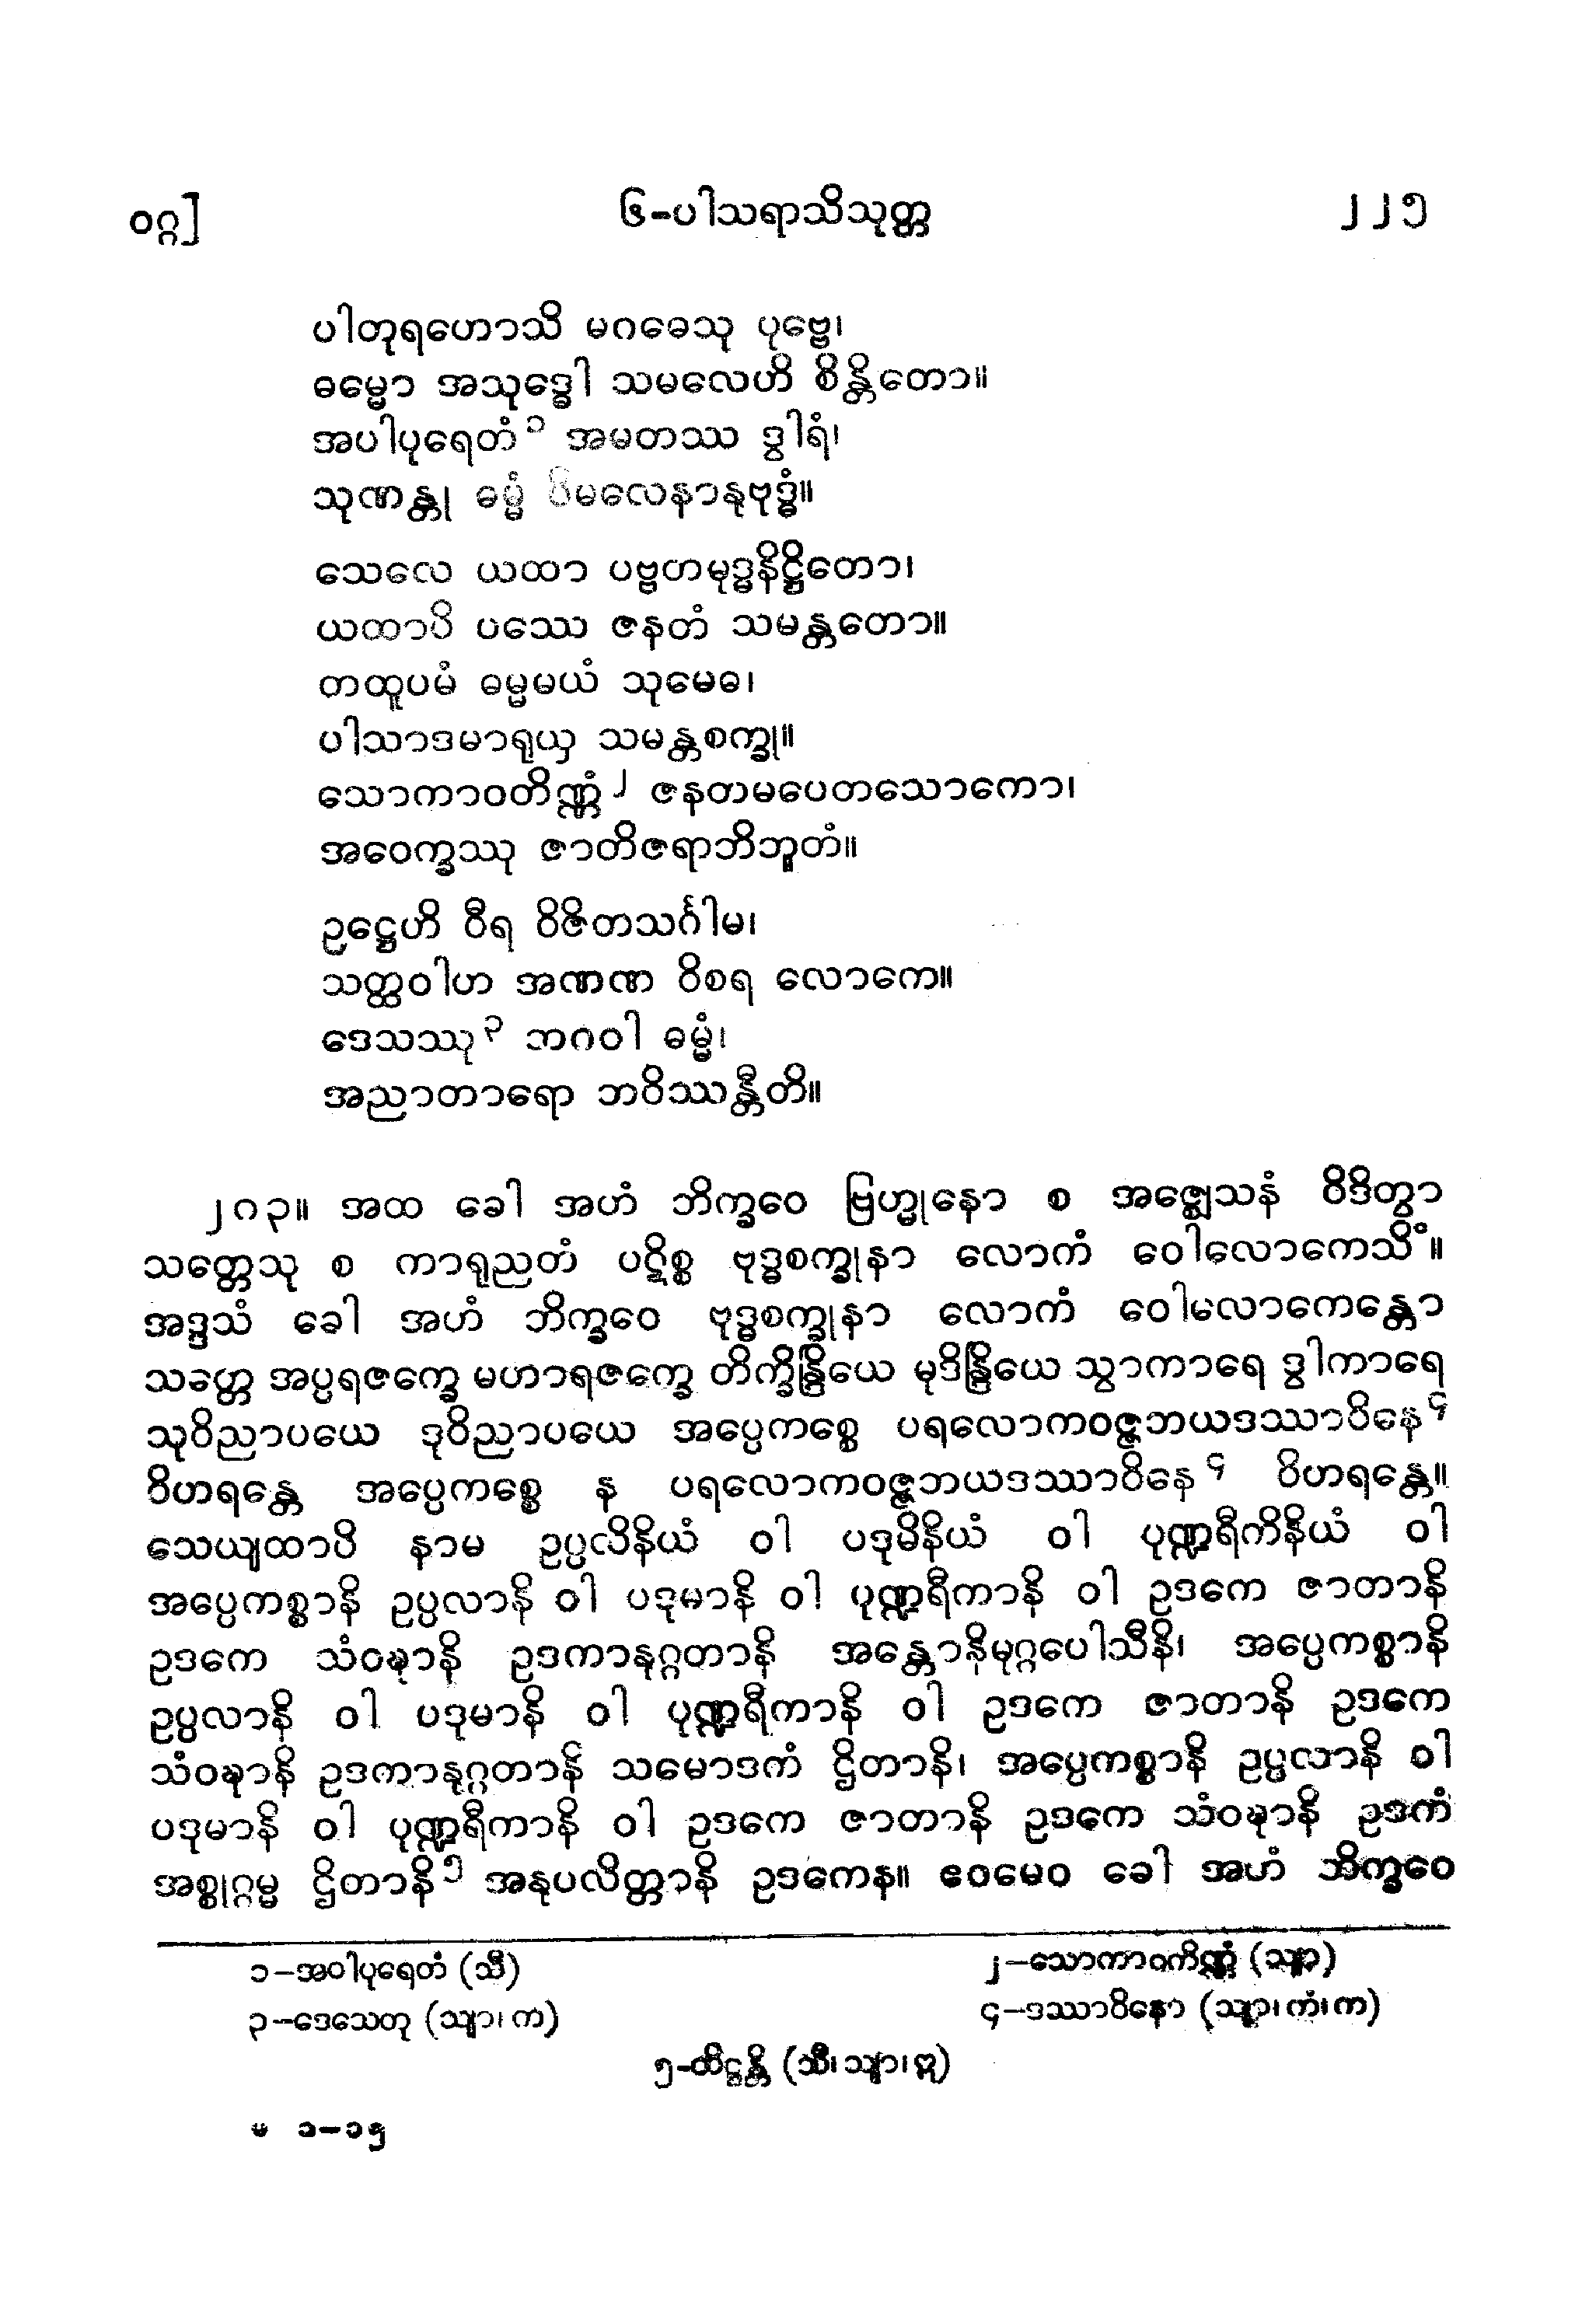 ဝဂ္ဂ]
၆-ပါသရာသိသုတ္တ
၂၂၅
ပါတုရဟောသိ မဂဓေသု ပုဗ္ဗေ၊
ဓမ္မော အသုဒ္ဓေါ သမလေဟိ စိန္တိတော။
အပါပုရေတံ၁ အမတဿ ဒွါရံ၊
သုဏန္တု ဓမ္မံ ဝိမလေနာနုဗုဒ္ဓံ။
သေလေ ယထာ ပဗ္ဗတမုဒ္ဓနိဋ္ဌိတော၊
ယထာပိ ပဿေ ဇနတံ သမန္တတော။
တထူပမံ ဓမ္မမယံ သုမေဓ၊
ပါသာဒမာရုယှ သမန္တစက္ခု။
သောကာဝတိဏ္ဏံ၂ ဇနတမပေတသောကော၊
အဝေက္ခဿု ဇာတိဇရာဘိဘူတံ။
ဥဋ္ဌေဟိ ဝီရ ဝိဇိတသင်္ဂါမ၊
သတ္ထဝါဟ အဏဏ ဝိစရ လောကေ။
ဒေသဿု၃ ဘဂဝါ ဓမ္မံ၊
အညာတာရော ဘဝိဿန္တီတိ။
၂၈၃။ အထ ခေါ အဟံ ဘိက္ခဝေ ဗြဟ္မုနော စ အဇ္ဈေသနံ ဝိဒိတွာ
သတ္တေသု စ ကာရုညတံ ပဋိစ္စ ဗုဒ္ဓစက္ခုနာ လောကံ ဝေါလောကေသိံ။
အဒ္ဒသံ ခေါ အဟံ ဘိက္ခဝေ ဗုဒ္ဓစက္ခုနာ လောကံ ဝေါလောကေန္တော
သတ္တေ အပ္ပရဇက္ခေ မဟာရဇက္ခေ တိက္ခိန္ဒြိယေ မုဒိန္ဒြိယေ သွာကာရေ ဒွါကာရေ
သုဝိညာပယေ ဒုဝိညာပယေ အပ္ပေကစ္စေ ပရလောကဝဇ္ဇဘယဒဿာဝိနေ၄
ဝိဟရန္တေ အပ္ပေကစ္စေ န ပရလောကဝဇ္ဇဘယဒဿာဝိနေ၄ ဝိဟရန္တေ။
သေယျထာပိ နာမ ဥပ္ပလိနိယံ ဝါ ပဒုမိနိယံ ဝါ ပုဏ္ဍရီကိနိယံ ဝါ
အပ္ပေကစ္စာနိ ဥပ္ပလာနိ ဝါ ပဒုမာနိ ဝါ ပုဏ္ဍရီကာနိ ဝါ ဥဒကေ ဇာတာနိ
ဥဒကေ သံဝဍ္ဎာနိ ဥဒကာနုဂ္ဂတာနိ အန္တောနိမုဂ္ဂပေါသီနိ၊ အပ္ပေကစ္စာနိ
ဥပ္ပလာနိ ဝါ ပဒုမာနိ ဝါ ပုဏ္ဍရီကာနိ ဝါ ဥဒကေ ဇာတာနိ ဥဒကေ
သံဝဍ္ဎာနိ ဥဒကာနုဂ္ဂတာနိ သမောဒကံ ဌိတာနိ၊ အပ္ပေကစ္စာနိ ဥပ္ပလာနိ ဝါ
ပဒုမာနိ ဝါ ပုဏ္ဍရီကာနိ ဝါ ဥဒကေ ဇာတာနိ ဥဒကေ သံဝဍ္ဎာနိ ဥဒကံ
အစ္စုဂ္ဂမ္မ ဌိတာနိ၅ အနုပလိတ္တာနိ ဥဒကေန။ ဧဝမေဝ ခေါ အဟံ ဘိက္ခဝေ
၁-အဝါပုရေတံ (သီ)
၂-သောကာဝကိဏ္ဏံ (သျာ)
၃-ဒေသေတု (သျာ၊ က)
၄-ဒဿာဝိနော (သျာ၊ ကံ၊ က)
၅-တိဋ္ဌန္တိ (သီ၊ သျာ၊ ဣ)
မ ၁-၁၅